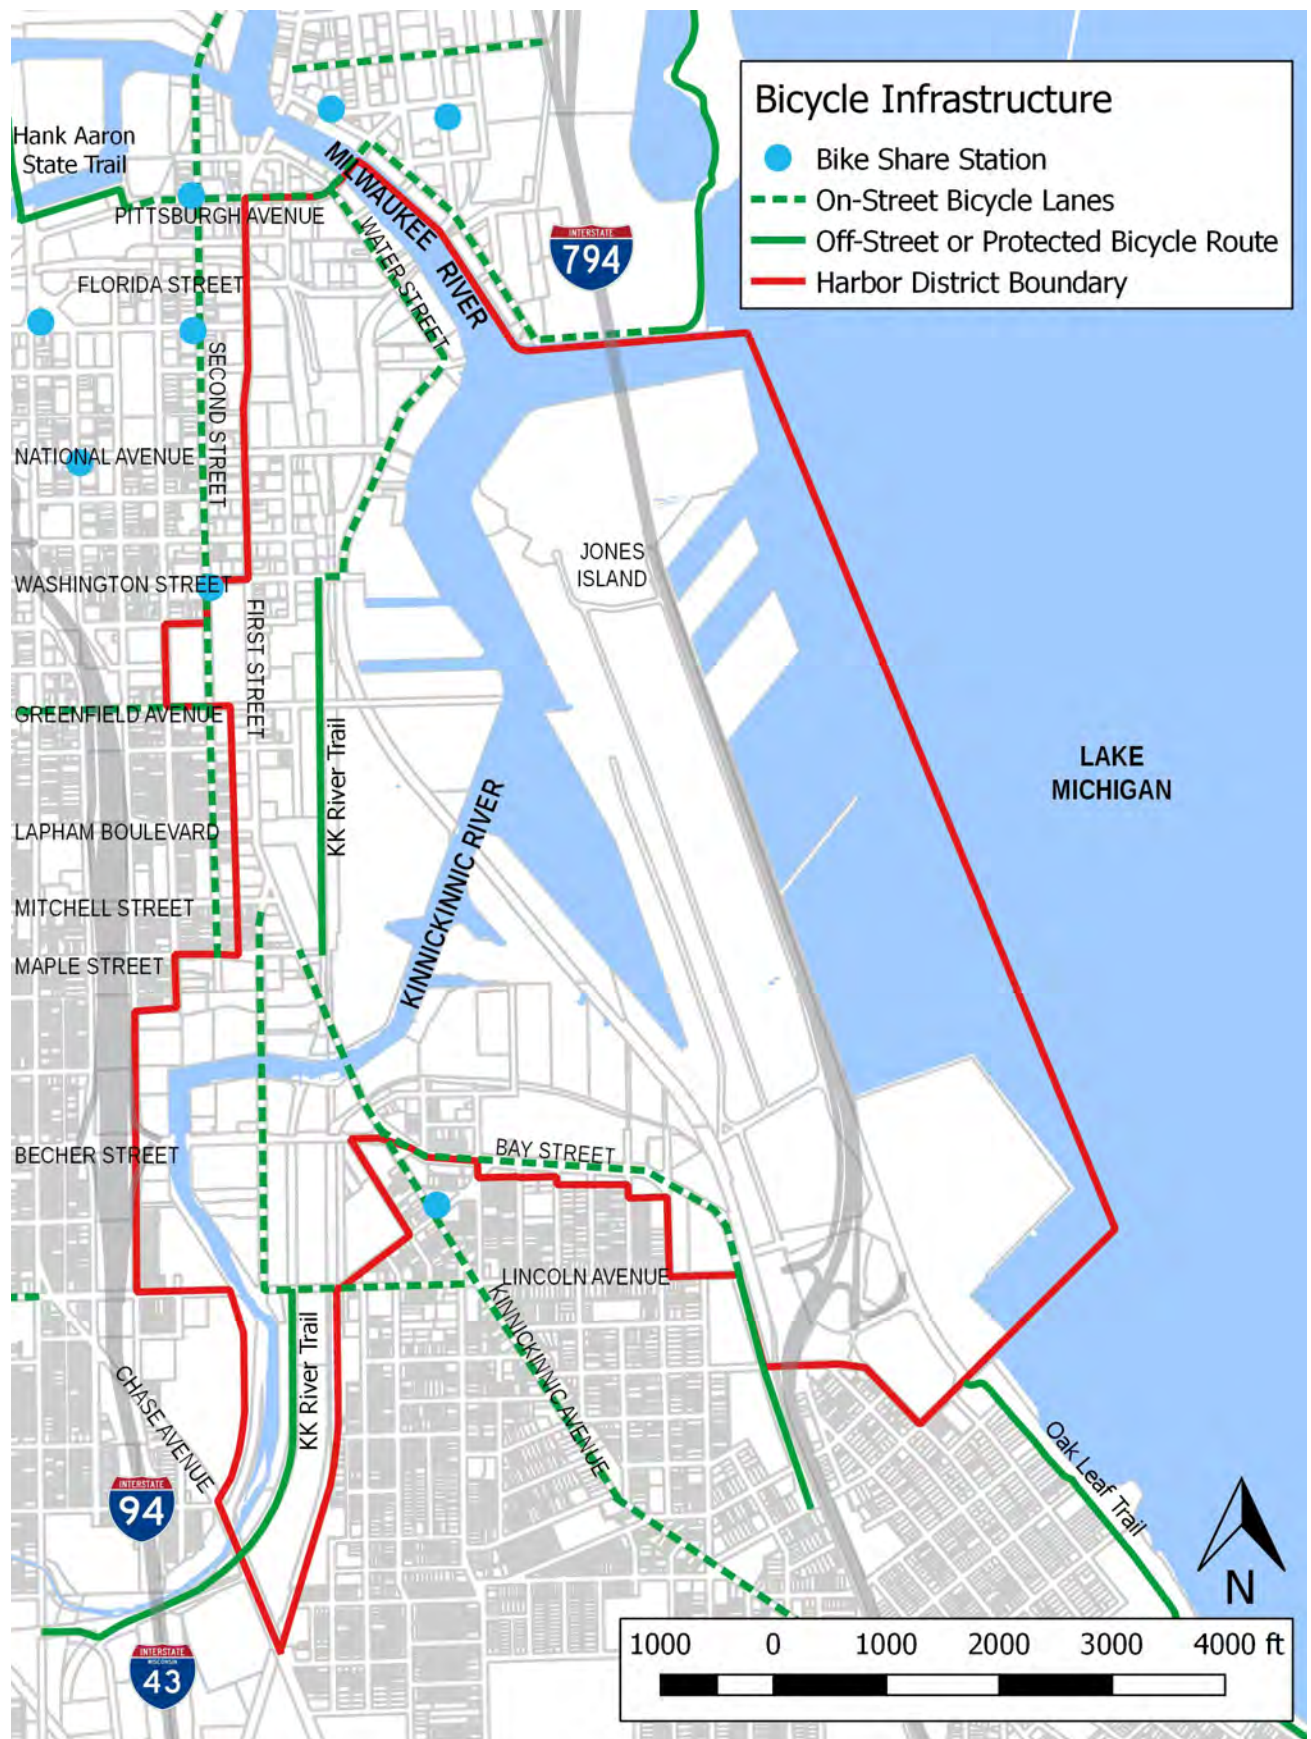 Bicycle Infrastructure
Bike Share Station
On-Street Bicycle Lanes
Off-Street or Protected Bicycle Route
Harbor District Boundary
Hank Aaron
State Trail
PITTSBURGH AVENUE
MILWAUKEE RIVER
WATER STREET
INTERSTATE
794
FLORIDA STREET
SECOND STREET
NATIONAL AVENUE
JONES
ISLAND
WASHINGTON STREET
FIRST STREET
GREENFIELD AVENUE
KK River Trail
LAKE
MICHIGAN
LAPHAM BOULEVARD
KINNICKINNIC RIVER
MITCHELL STREET
MAPLE STREET
BECHER STREET
BAY STREET
LINCOLN AVENUE
KINNICKINNIC AVENUE
KK River Trail
CHASE AVENUE
Oak Leaf Trail
INTERSTATE
94
N
INTERSTATE
WISCONSIN
43
1000 0 1000 2000 3000 4000 ft